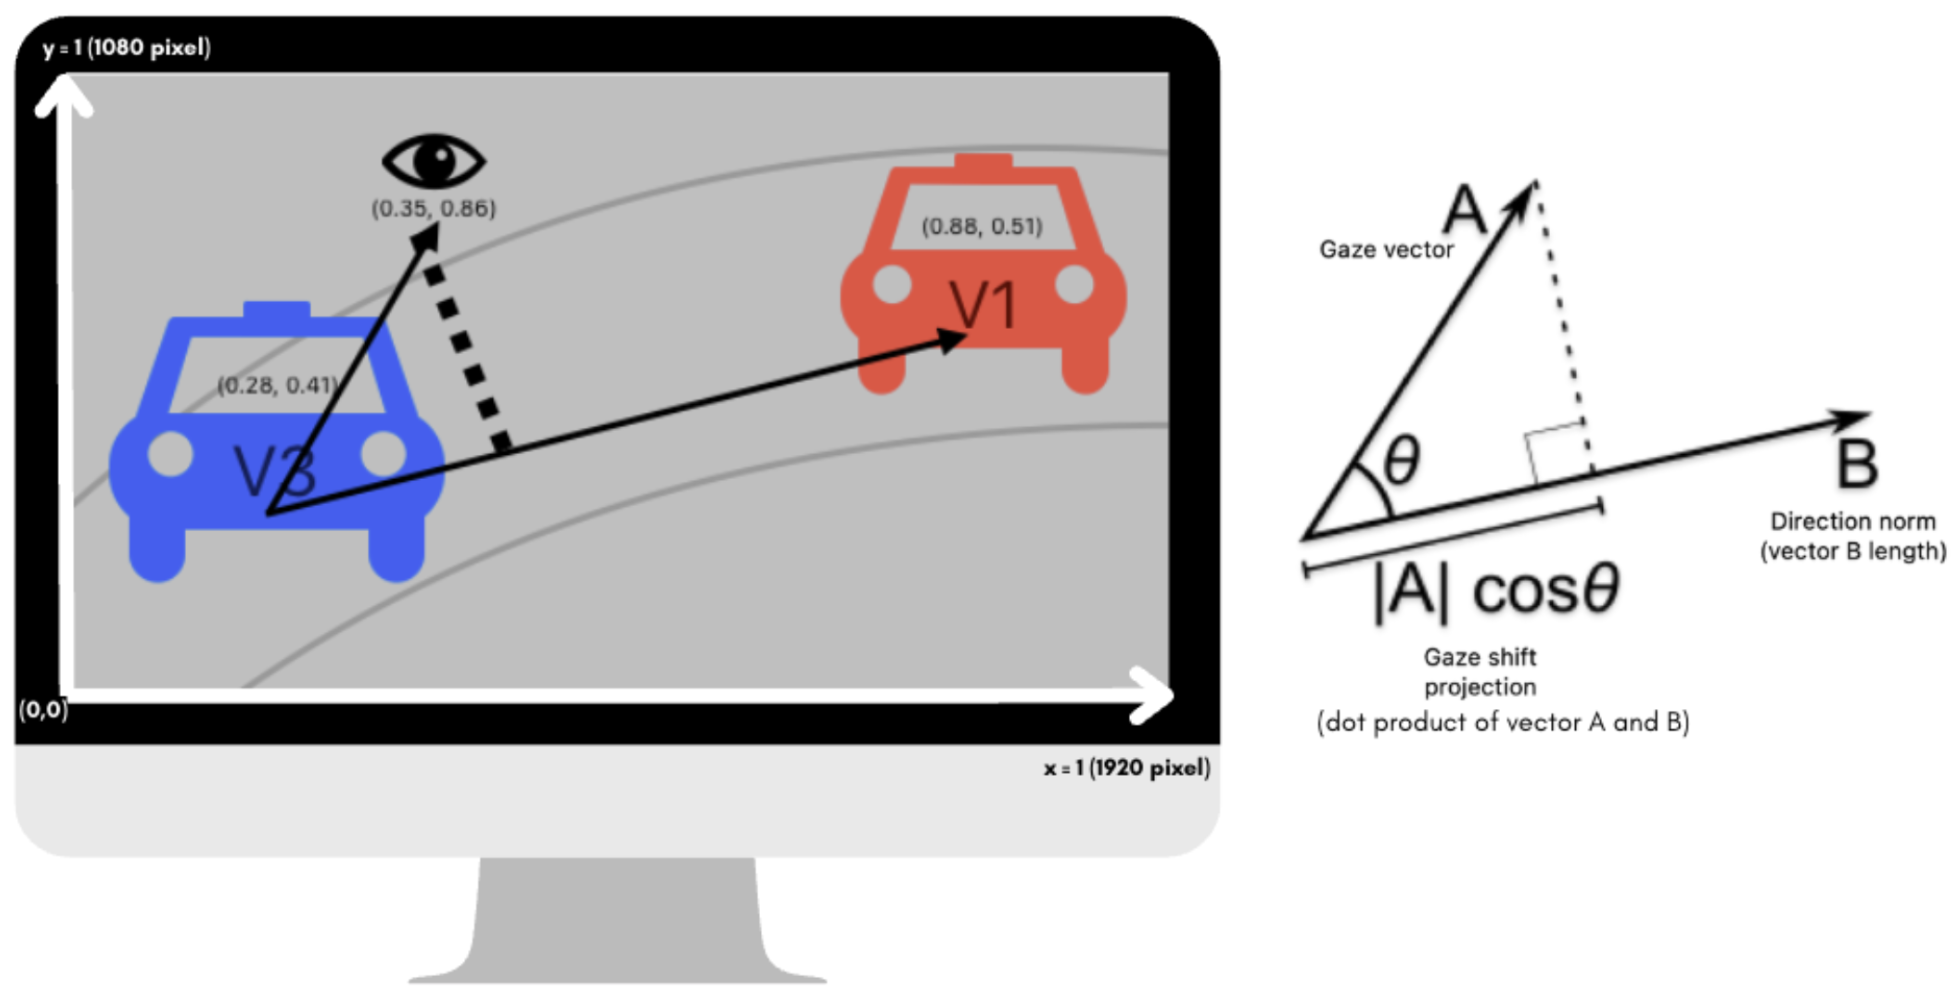 y = 1 (1080 pixel)
(0.35, 0.86)
(0.88, 0.51)
V1
(0.28, 0.41)
V3
(0,0)
x = 1 (1920 pixel)
A
Gaze vector
θ
B
Direction norm
(vector B length)
|A| cosθ
Gaze shift
projection
(dot product of vector A and B)